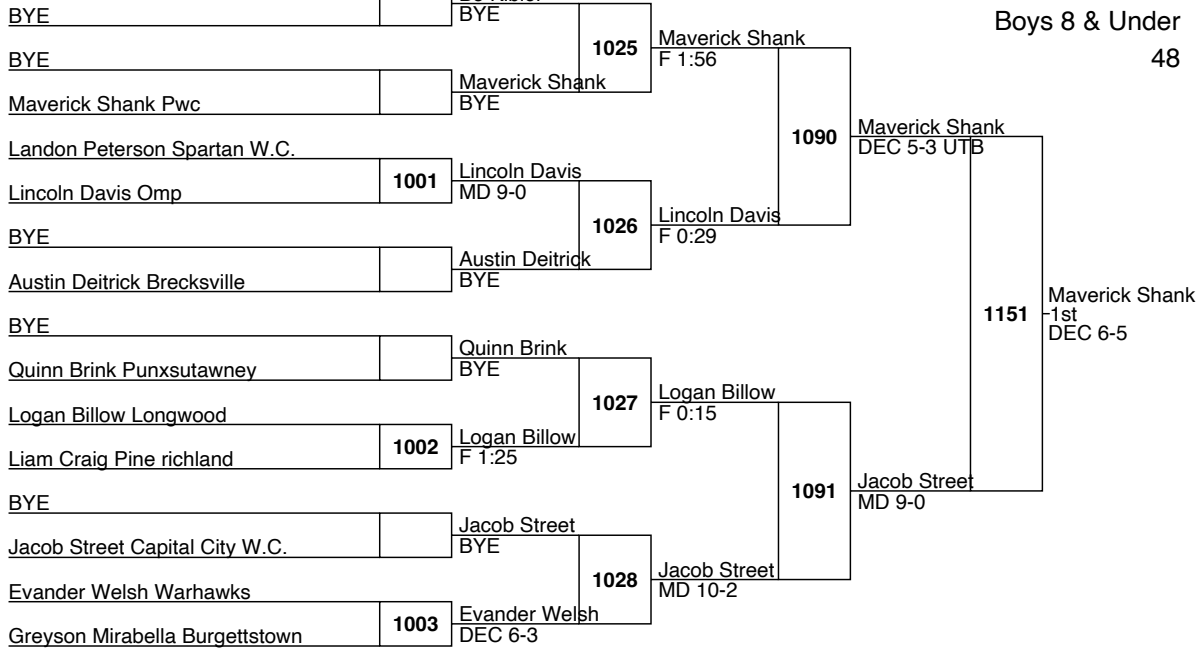 BYE
BYE
Boys 8 & Under
48
1025
Maverick Shank
F 1:56
BYE
Maverick Shank
BYE
Maverick Shank Pwc
1090
Maverick Shank
DEC 5-3 UTB
Landon Peterson Spartan W.C.
1001
Lincoln Davis
MD 9-0
Lincoln Davis Omp
1026
Lincoln Davis
F 0:29
BYE
Austin Deitrick
BYE
Austin Deitrick Brecksville
1151
Maverick Shank
1st
DEC 6-5
BYE
Quinn Brink
BYE
Quinn Brink Punxsutawney
1027
Logan Billow
F 0:15
Logan Billow Longwood
1002
Logan Billow
F 1:25
Liam Craig Pine richland
1091
Jacob Street
MD 9-0
BYE
Jacob Street
BYE
Jacob Street Capital City W.C.
1028
Jacob Street
MD 10-2
Evander Welsh Warhawks
1003
Evander Welsh
DEC 6-3
Greyson Mirabella Burgettstown